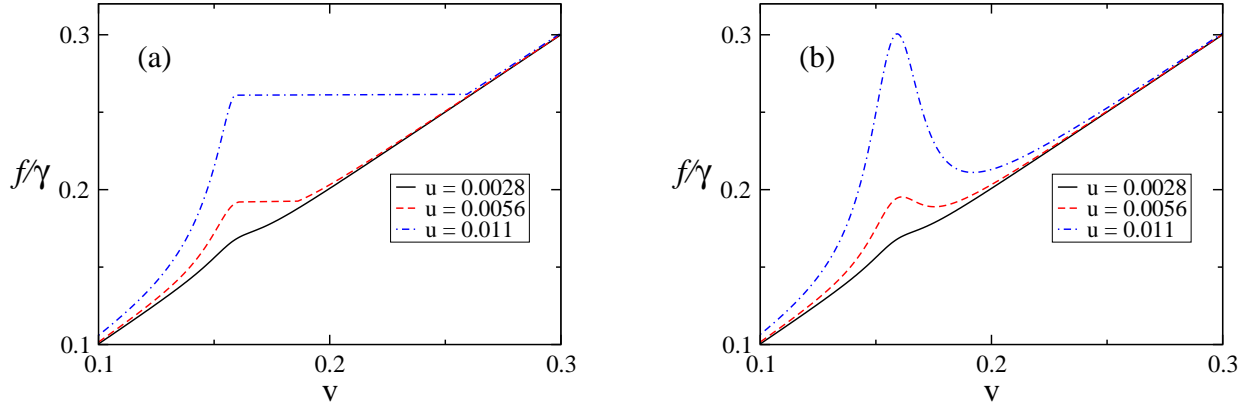 (a)
0.3
0.2
0.1
f/γ
u = 0.0028
u = 0.0056
u = 0.011
0.1
0.2
0.3
v
(b)
0.3
0.2
0.1
f/γ
u = 0.0028
u = 0.0056
u = 0.011
0.1
0.2
0.3
v